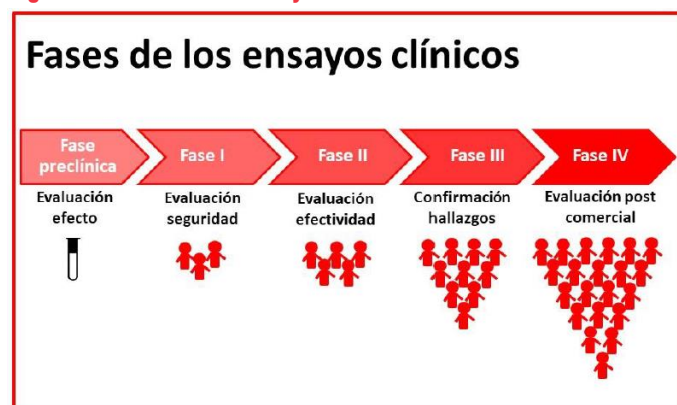 Fases de los ensayos clínicos
Fase
preclínica
Fase I
Fase II
Fase III
Fase IV
Evaluación
efecto
Evaluación
seguridad
Evaluación
efectividad
Confirmación
hallazgos
Evaluación post
comercial